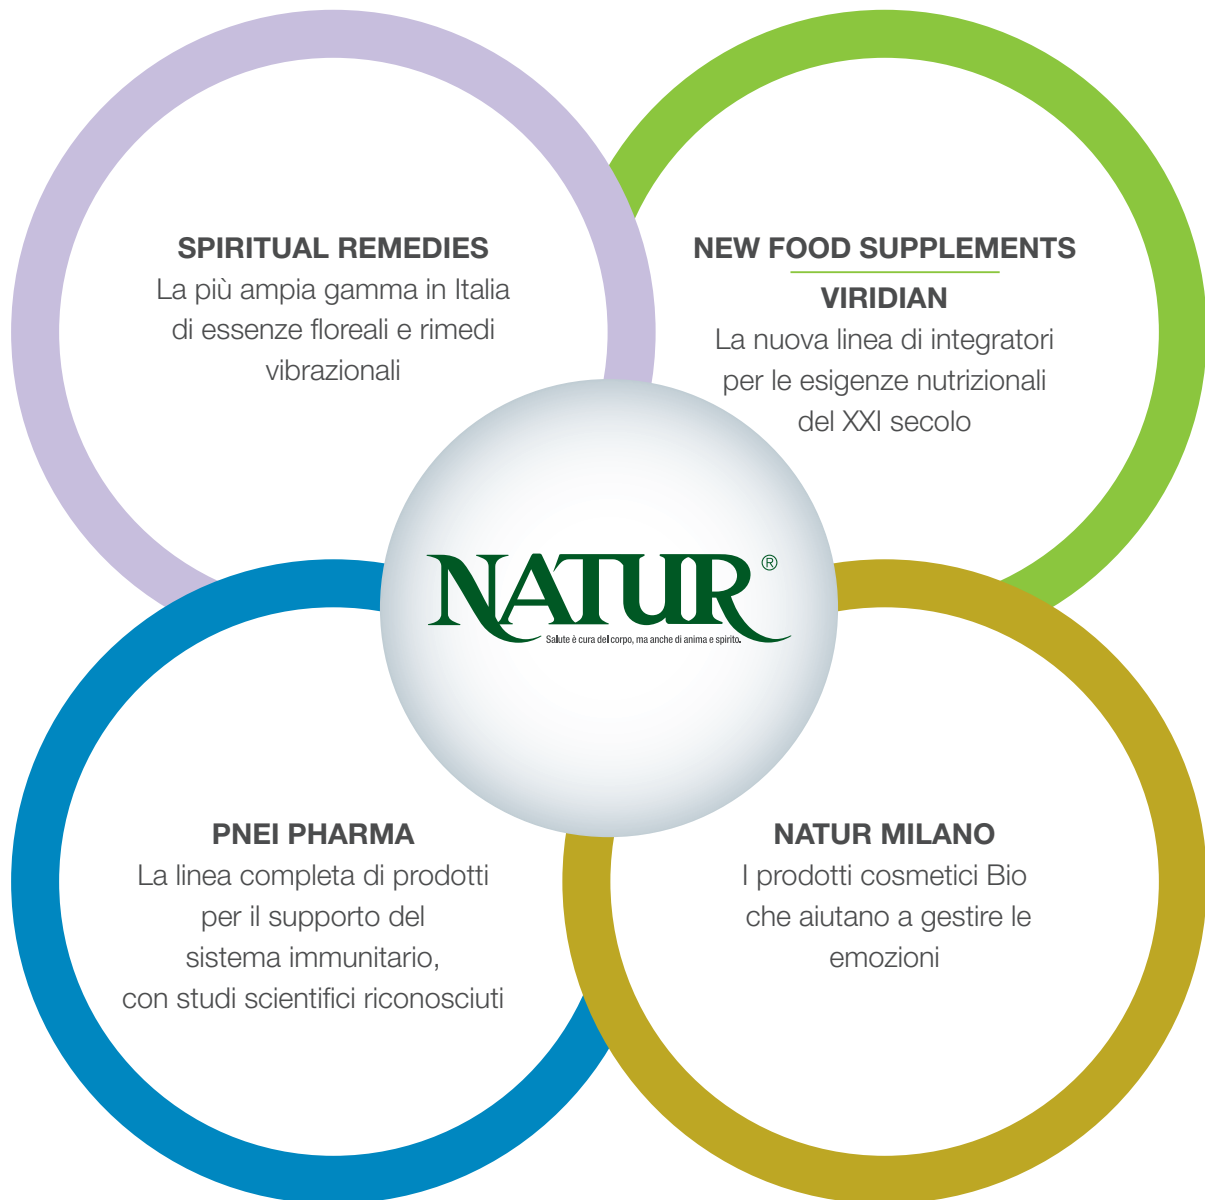 SPIRITUAL REMEDIES
La più ampia gamma in Italia
di essenze floreali e rimedi
vibrazionali
NEW FOOD SUPPLEMENTS
VIRIDIAN
La nuova linea di integratori
per le esigenze nutrizionali
del XXI secolo
NATUR®
Salute è cura del corpo, ma anche di anima e spirito.
PNEI PHARMA
La linea completa di prodotti
per il supporto del
sistema immunitario,
con studi scientifici riconosciuti
NATUR MILANO
I prodotti cosmetici Bio
che aiutano a gestire le
emozioni